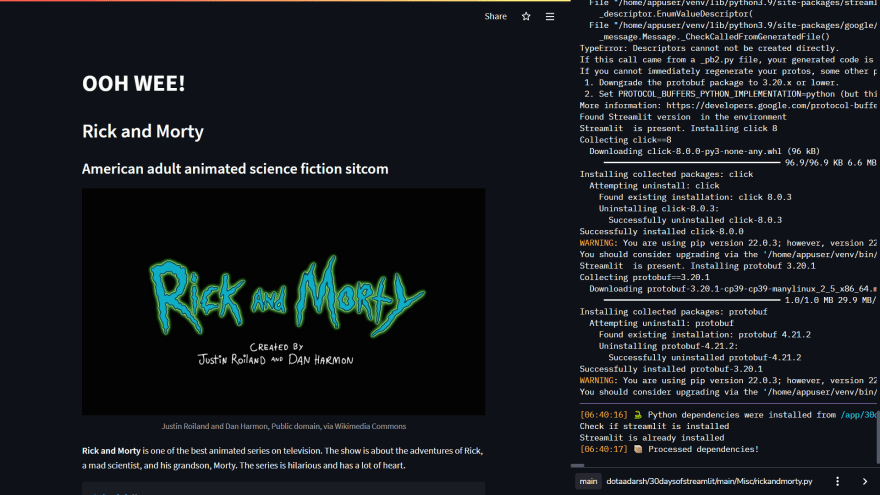 Share
OOH WEE!
Rick and Morty
American adult animated science fiction sitcom
RICK AND MORTY
CREATED BY
JUSTIN ROILAND AND DAN HARMON
Justin Roiland and Dan Harmon, Public domain, via Wikimedia Commons
Rick and Morty is one of the best animated series on television. The show is about the adventures of Rick,
a mad scientist, and his grandson, Morty. The series is hilarious and has a lot of heart.
File "/home/appuser/venv/lib/python3.9/site-packages/streaml
_descriptor.EnumValueDescriptor(
File "/home/appuser/venv/lib/python3.9/site-packages/google/
_message.Message._CheckCalledFromGeneratedFile()
TypeError: Descriptors cannot not be created directly.
If this call came from a _pb2.py file, your generated code is
If you cannot immediately regenerate your protos, some other p
1. Downgrade the protobuf package to 3.20.x or lower.
2. Set PROTOCOL_BUFFERS_PYTHON_IMPLEMENTATION=python (but thi
More information: https://developers.google.com/protocol-buffe
Found Streamlit version  in the environment
Streamlit  is present. Installing click 8
Collecting click==8
Downloading click-8.0.0-py3-none-any.whl (96 kB)
96.9/96.9 KB 6.6 MB
Installing collected packages: click
Attempting uninstall: click
Found existing installation: click 8.0.3
Uninstalling click-8.0.3:
Successfully uninstalled click-8.0.3
Successfully installed click-8.0.0
WARNING: You are using pip version 22.0.3; however, version 22
You should consider upgrading via the '/home/appuser/venv/bin/
Streamlit  is present. Installing protobuf 3.20.1
Collecting protobuf==3.20.1
Downloading protobuf-3.20.1-cp39-cp39-manylinux_2_5_x86_64.m
1.0/1.0 MB 29.9 MB/
Installing collected packages: protobuf
Attempting uninstall: protobuf
Found existing installation: protobuf 4.21.2
Uninstalling protobuf-4.21.2:
Successfully uninstalled protobuf-4.21.2
Successfully installed protobuf-3.20.1
WARNING: You are using pip version 22.0.3; however, version 22
You should consider upgrading via the '/home/appuser/venv/bin/
[06:40:16] 🐍 Python dependencies were installed from /app/30d
Check if streamlit is installed
Streamlit is already installed
[06:40:17] 📦 Processed dependencies!
main dotaadarsh/30daysofstreamlit/main/Misc/rickandmorty.py